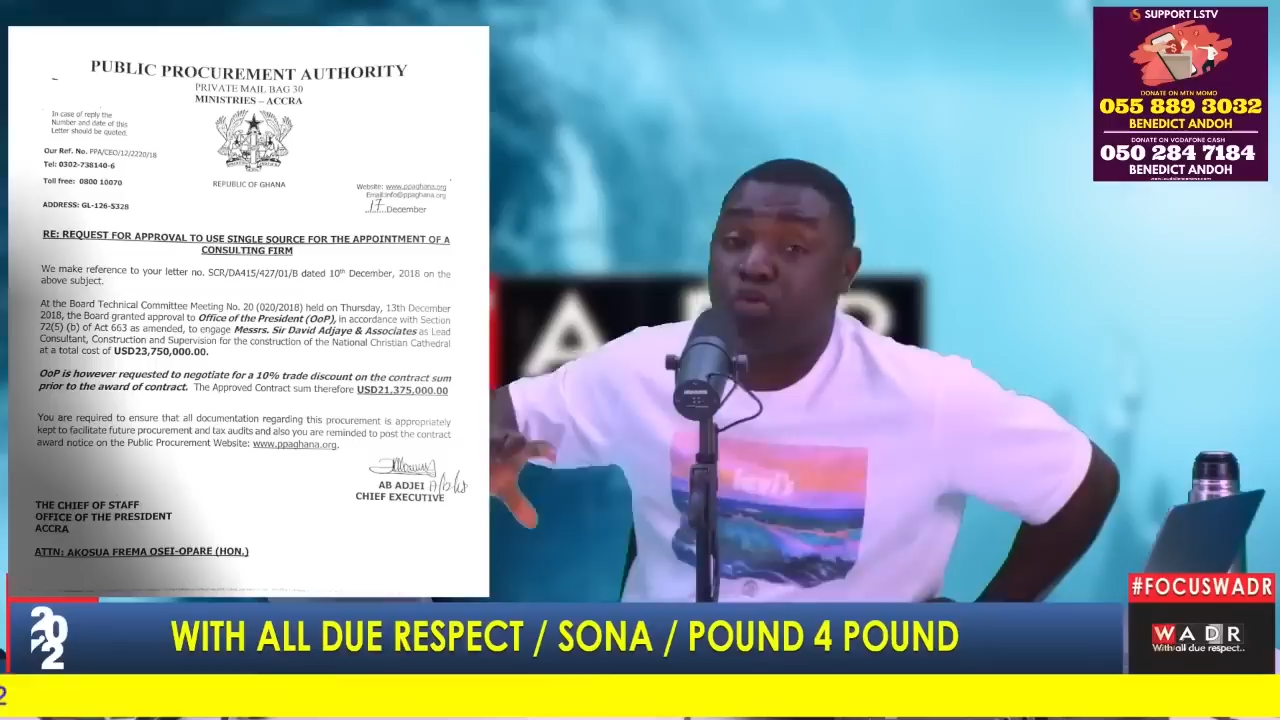 PUBLIC PROCUREMENT AUTHORITY
PRIVATE MAIL BAG 30
MINISTRIES – ACCRA
In case of reply the
Number and date of this
Letter should be quoted.
Our Ref. No. PPA/CEO/12/2220/18
Tel: 0302-738140-6
Toll free: 0800 10070
ADDRESS: GL-126-5328
REPUBLIC OF GHANA
Website: www.ppaghana.org
Email:info@ppaghana.org
17 December
RE: REQUEST FOR APPROVAL TO USE SINGLE SOURCE FOR THE APPOINTMENT OF A
CONSULTING FIRM
We make reference to your letter no. SCR/DA415/427/01/B dated 10th December, 2018 on the
above subject.
At the Board Technical Committee Meeting No. 20 (020/2018) held on Thursday, 13th December
2018, the Board granted approval to Office of the President (OoP), in accordance with Section
72(5) (b) of Act 663 as amended, to engage Messrs. Sir David Adjaye & Associates as Lead
Consultant, Construction and Supervision for the construction of the National Christian Cathedral
at a total cost of USD23,750,000.00.
OoP is however requested to negotiate for a 10% trade discount on the contract sum
prior to the award of contract. The Approved Contract sum therefore USD21,375,000.00
You are required to ensure that all documentation regarding this procurement is appropriately
kept to facilitate future procurement and tax audits and also you are reminded to post the contract
award notice on the Public Procurement Website: www.ppaghana.org.
AB ADJEI 17/12/18
CHIEF EXECUTIVE
THE CHIEF OF STAFF
OFFICE OF THE PRESIDENT
ACCRA
ATTN: AKOSUA FREMA OSEI-OPARE (HON.)
SUPPORT LSTV
DONATE ON MTN MOMO
055 889 3032
BENEDICT ANDOH
DONATE ON VODAFONE CASH
050 284 7184
BENEDICT ANDOH
levi's
#FOCUSWADR
2022
WITH ALL DUE RESPECT / SONA / POUND 4 POUND
WADR
With all due respect..
2